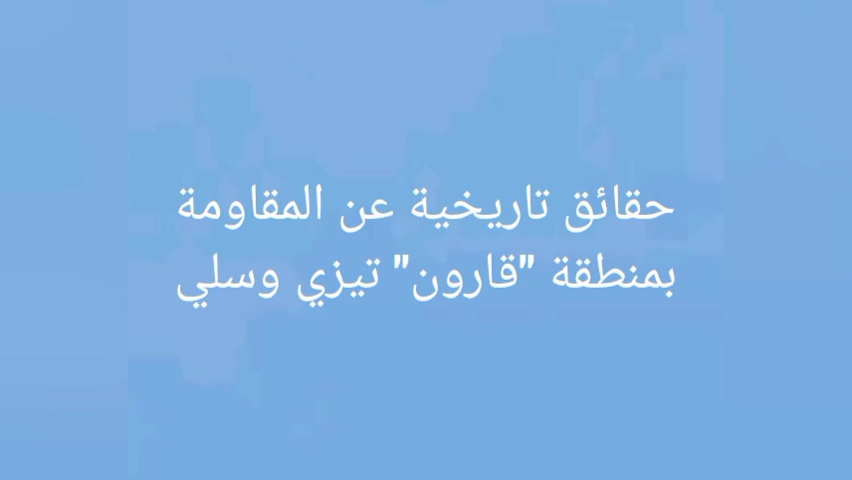 حقائق تاريخية عن المقاومة
بمنطقة "قارون" تيزي وسلي